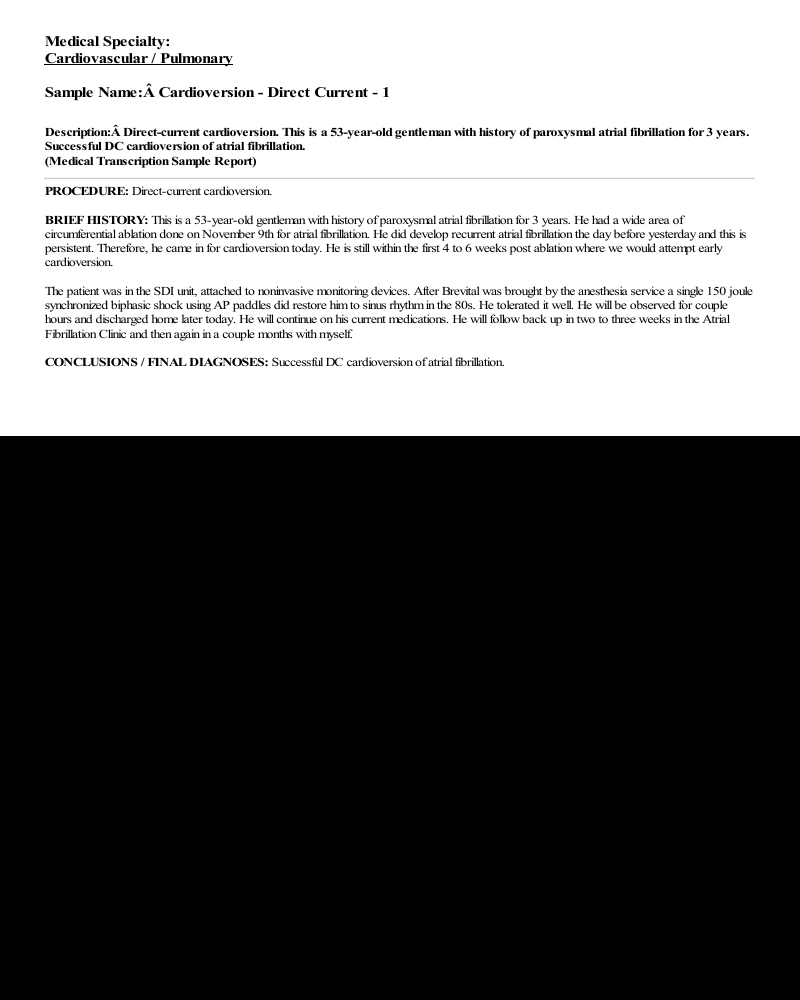 Medical Specialty:
Cardiovascular / Pulmonary
Sample Name:Â Cardioversion - Direct Current - 1
Description:Â Direct-current cardioversion. This is a 53-year-old gentleman with history of paroxysmal atrial fibrillation for 3 years.
Successful DC cardioversion of atrial fibrillation.
(Medical Transcription Sample Report)
PROCEDURE: Direct-current cardioversion.
BRIEF HISTORY: This is a 53-year-old gentleman with history of paroxysmal atrial fibrillation for 3 years. He had a wide area of
circumferential ablation done on November 9th for atrial fibrillation. He did develop recurrent atrial fibrillation the day before yesterday and this is
persistent. Therefore, he came in for cardioversion today. He is still within the first 4 to 6 weeks post ablation where we would attempt early
cardioversion.
The patient was in the SDI unit, attached to noninvasive monitoring devices. After Brevital was brought by the anesthesia service a single 150 joule
synchronized biphasic shock using AP paddles did restore him to sinus rhythm in the 80s. He tolerated it well. He will be observed for couple
hours and discharged home later today. He will continue on his current medications. He will follow back up in two to three weeks in the Atrial
Fibrillation Clinic and then again in a couple months with myself.
CONCLUSIONS / FINAL DIAGNOSES: Successful DC cardioversion of atrial fibrillation.